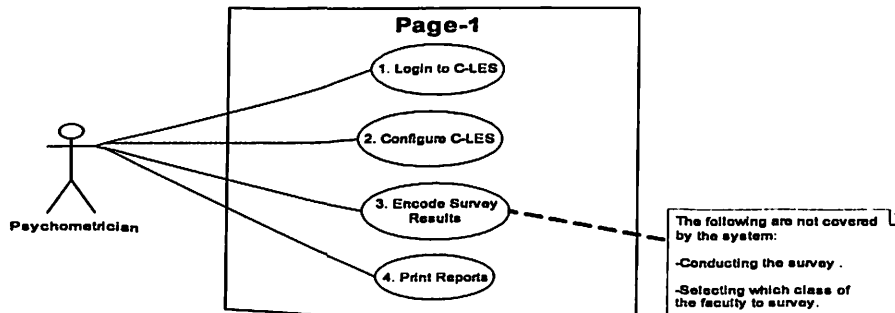 Page-1
1. Login to C-LES
2. Configure C-LES
3. Encode Survey
Results
4. Print Reports
Psychometrician
The following are not covered
by the system:
-Conducting the survey .
-Selecting which class of
the faculty to survey.